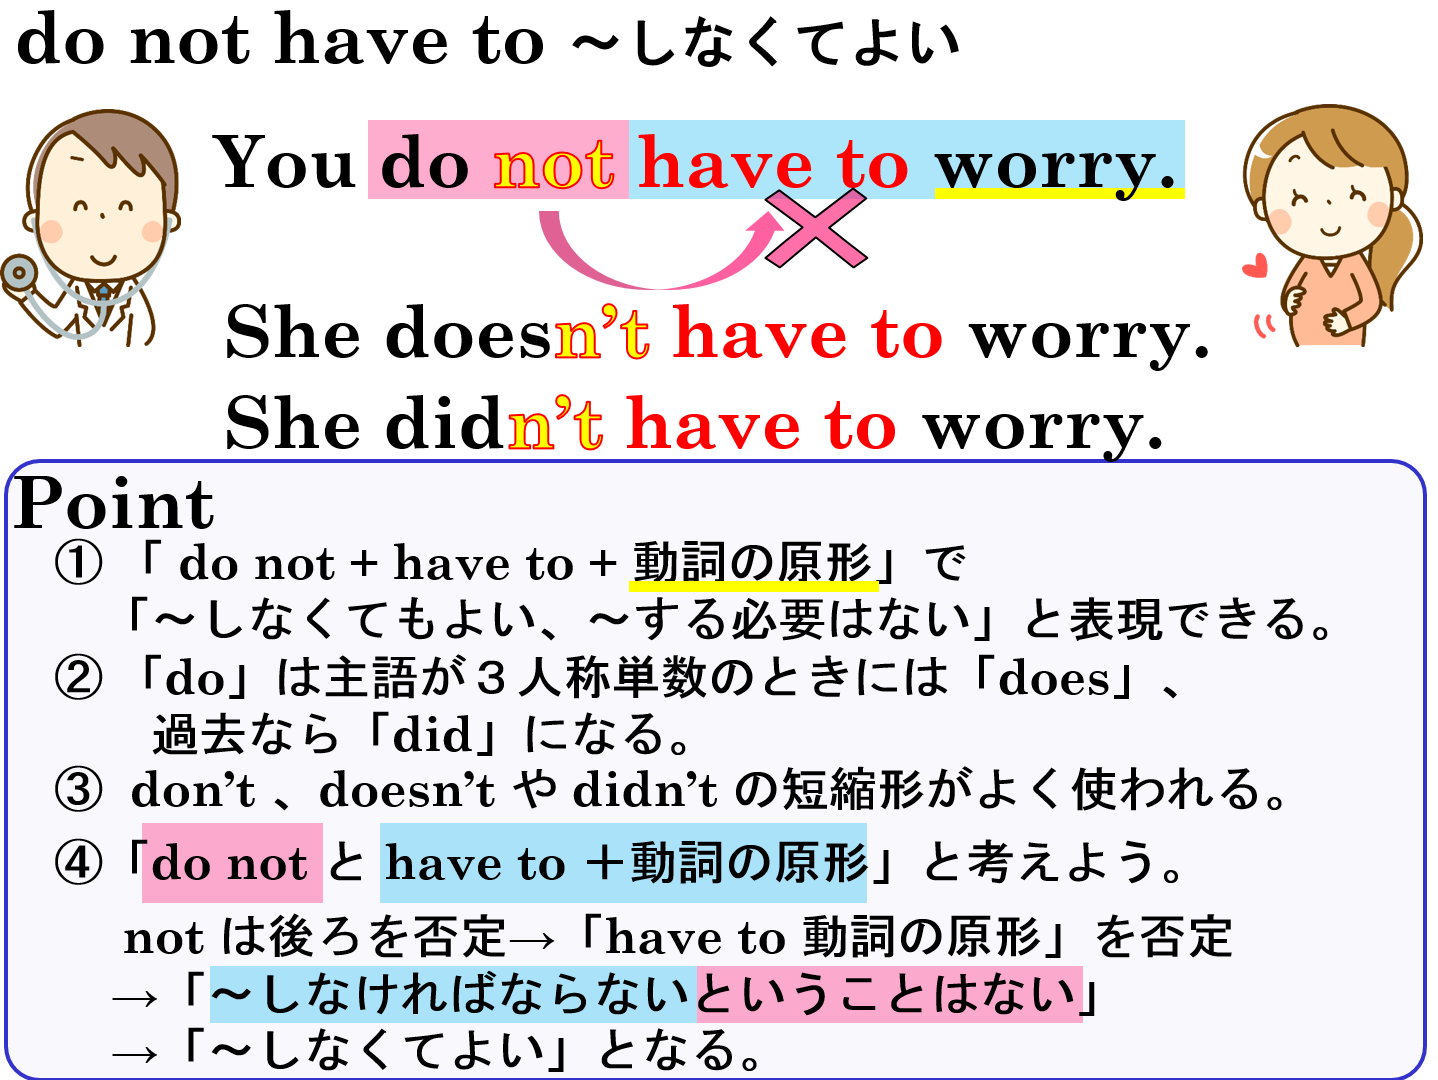 do not have to ～しなくてよい
You do not have to worry.
She doesn’t have to worry.
She didn’t have to worry.
Point
① 「 do not + have to + 動詞の原形」で
「～しなくてもよい、～する必要はない」と表現できる。
② 「do」は主語が３人称単数のときには「does」、
過去なら「did」になる。
③ don’t 、doesn’t や didn’t の短縮形がよく使われる。
④「do not と have to ＋動詞の原形」と考えよう。
not は後ろを否定→「have to 動詞の原形」を否定
→「～しなければならないということはない」
→「～しなくてよい」となる。